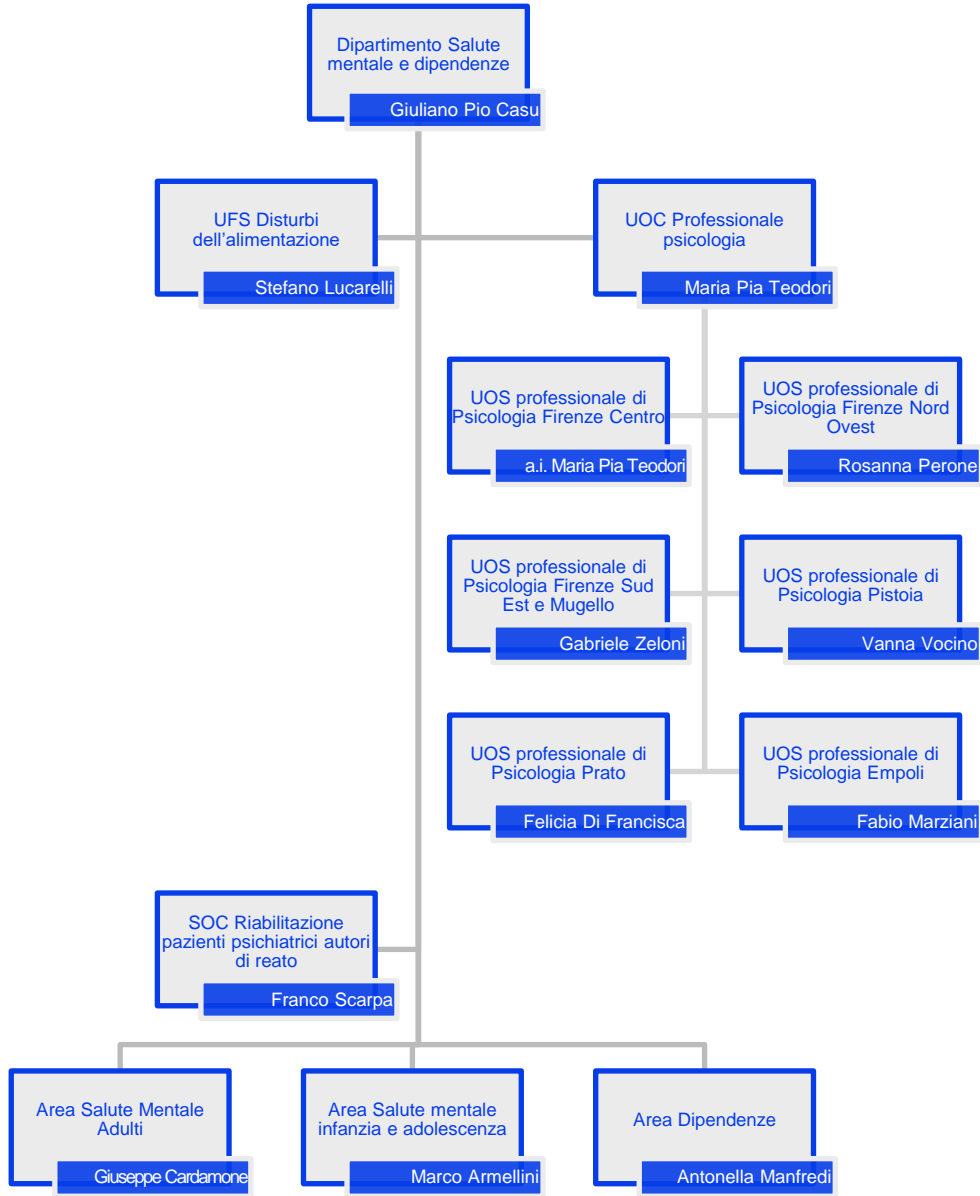 Dipartimento Salute
mentale e dipendenze
Giuliano Pio Casu
UFS Disturbi
dell'alimentazione
Stefano Lucarelli
UOC Professionale
psicologia
Maria Pia Teodori
UOS professionale di
Psicologia Firenze Centro
a.i. Maria Pia Teodori
UOS professionale di
Psicologia Firenze Nord
Ovest
Rosanna Perone
UOS professionale di
Psicologia Firenze Sud
Est e Mugello
Gabriele Zeloni
UOS professionale di
Psicologia Pistoia
Vanna Vocino
UOS professionale di
Psicologia Prato
Felicia Di Francisca
UOS professionale di
Psicologia Empoli
Fabio Marziani
SOC Riabilitazione
pazienti psichiatrici autori
di reato
Franco Scarpa
Area Salute Mentale
Adulti
Giuseppe Cardamone
Area Salute mentale
infanzia e adolescenza
Marco Armellini
Area Dipendenze
Antonella Manfredi